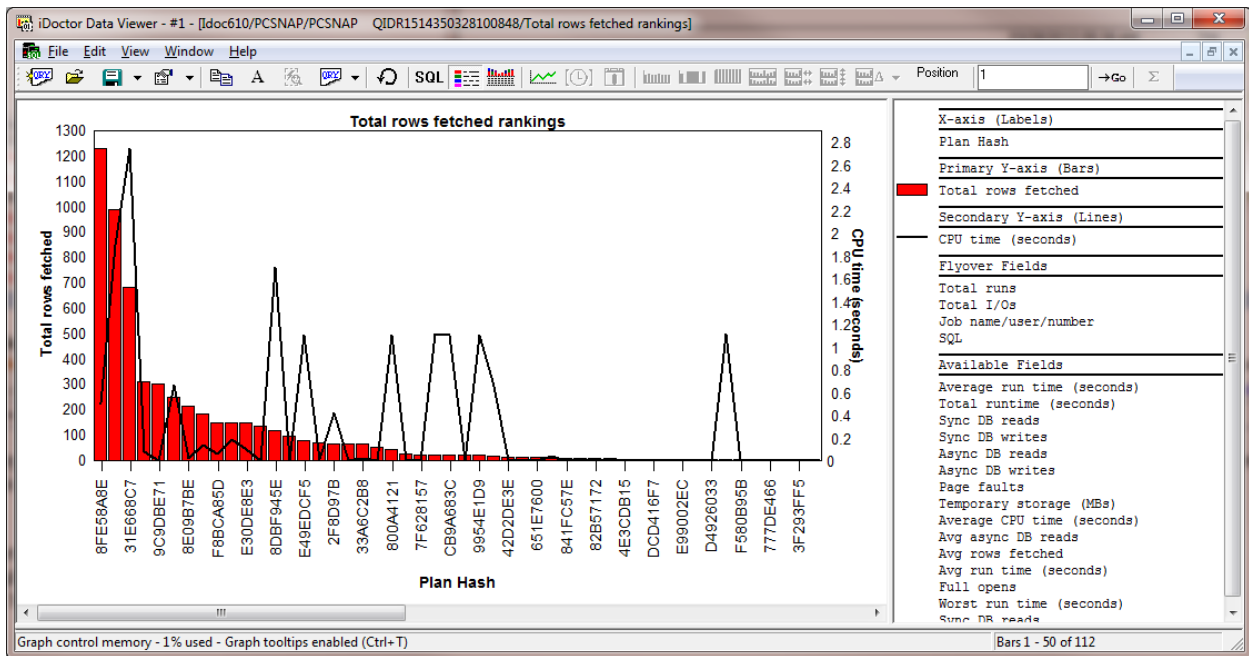 iDoctor Data Viewer - #1 - [Idoc610/PCSNAP/PCSNAP QIDR1514350328100848/Total rows fetched rankings]
File Edit View Window Help
QRY A QRY SQL Position 1 →Go Σ
Total rows fetched rankings
1300
1200
1100
1000
900
800
700
600
500
400
300
200
100
0
Total rows fetched
2.8
2.6
2.4
2.2
2
1.8
1.6
1.4
1.2
1
0.8
0.6
0.4
0.2
0
CPU time (seconds)
8FE58A8E
31E668C7
9C9DBE71
8E09B7BE
F8BCA85D
E30DE8E3
8DBF945E
E49EDCF5
2F8D97B
33A6C2B8
800A4121
7F628157
CB9A683C
9954E1D9
42D2DE3E
651E7600
841FC57E
82B57172
4E3CDB15
DCD416F7
E99002EC
D4926033
F580B95B
777DE466
3F293FF5
Plan Hash
X-axis (Labels)
Plan Hash
Primary Y-axis (Bars)
Total rows fetched
Secondary Y-axis (Lines)
CPU time (seconds)
Flyover Fields
Total runs
Total I/Os
Job name/user/number
SQL
Available Fields
Average run time (seconds)
Total runtime (seconds)
Sync DB reads
Sync DB writes
Async DB reads
Async DB writes
Page faults
Temporary storage (MBs)
Average CPU time (seconds)
Avg async DB reads
Avg rows fetched
Avg run time (seconds)
Full opens
Worst run time (seconds)
Sync DB reads
Graph control memory - 1% used - Graph tooltips enabled (Ctrl+T)
Bars 1 - 50 of 112